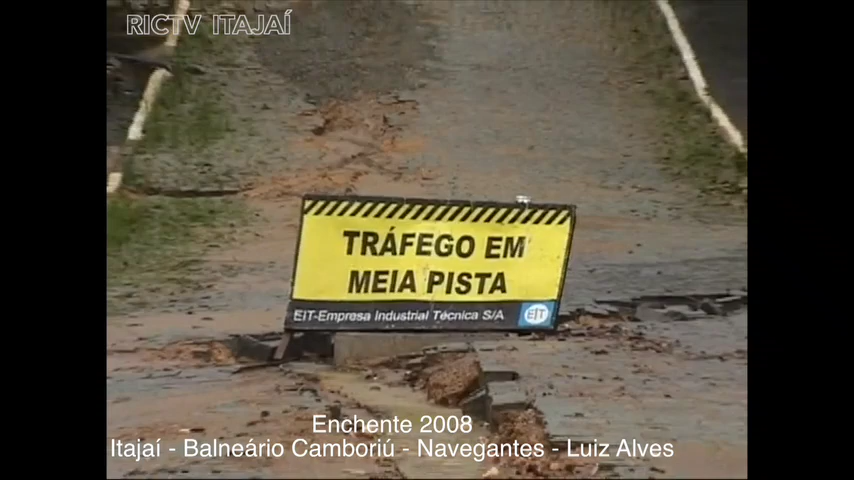 RICTV ITAJAÍ
TRÁFEGO EM
MEIA PISTA
EIT-Empresa Industrial Técnica S/A
EIT
Enchente 2008
Itajaí - Balneário Camboriú - Navegantes - Luiz Alves